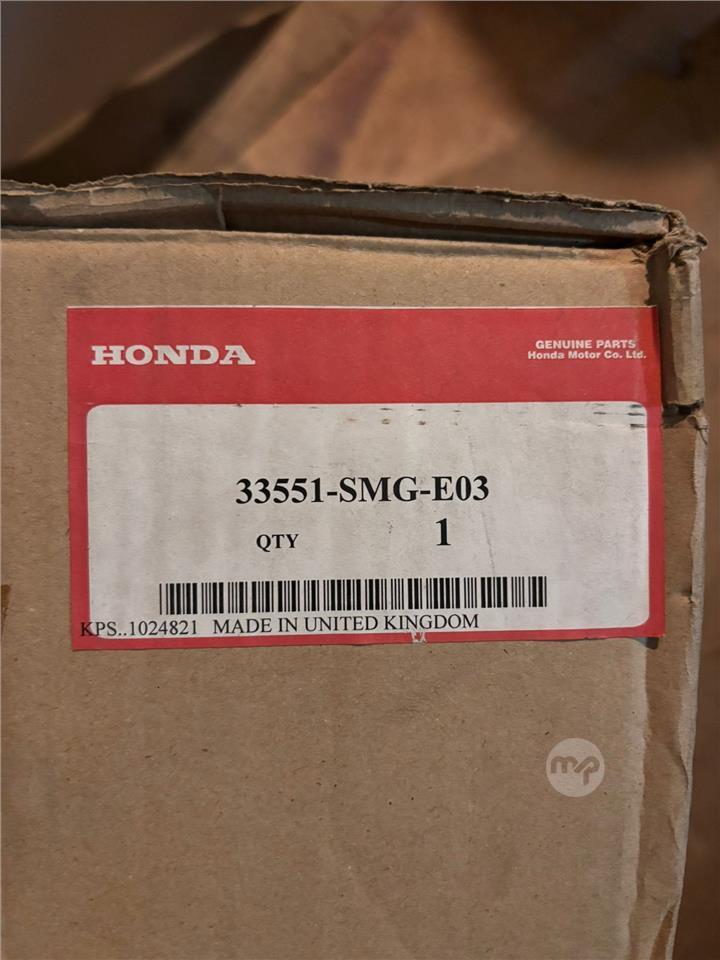 HONDA
GENUINE PARTS
Honda Motor Co. Ltd.
33551-SMG-E03
QTY 1
KPS..1024821 MADE IN UNITED KINGDOM
mp